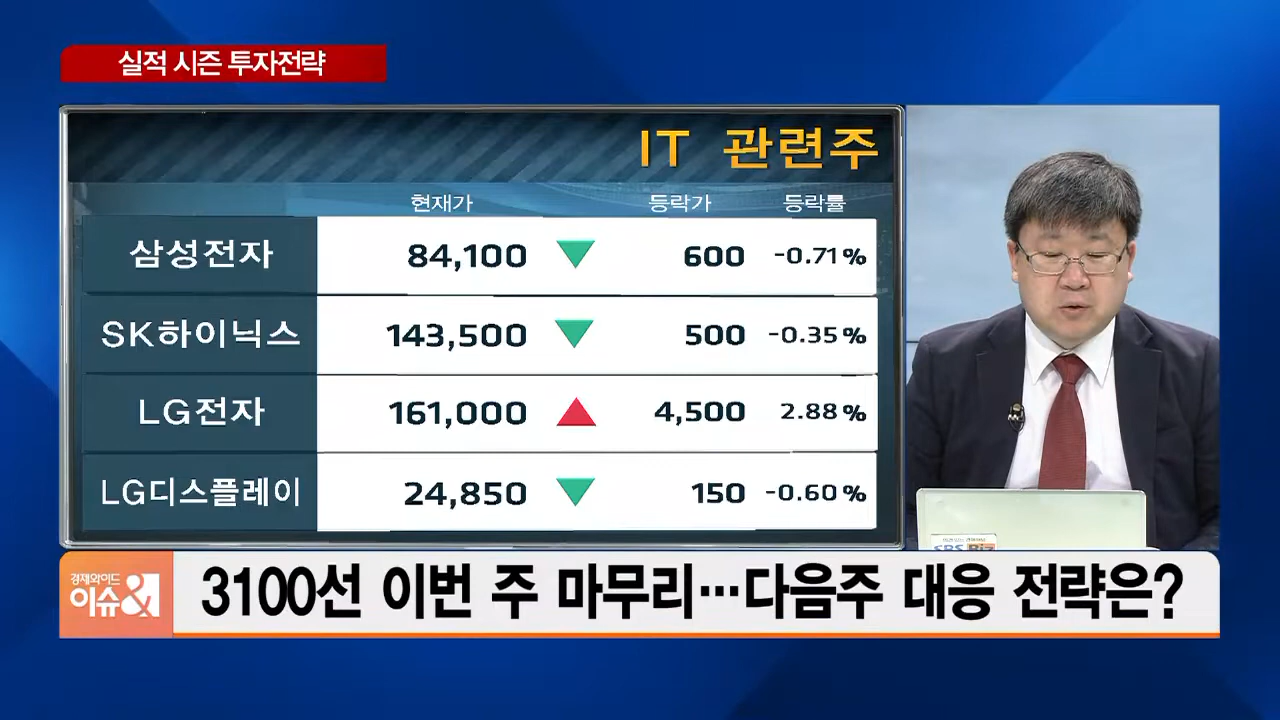 실적 시즌 투자전략
IT 관련주
현재가 등락가 등락률
삼성전자 84,100 ▼ 600 -0.71 %
SK하이닉스 143,500 ▼ 500 -0.35 %
LG전자 161,000 ▲ 4,500 2.88 %
LG디스플레이 24,850 ▼ 150 -0.60 %
SBS Biz
경제와이드
이슈&
3100선 이번 주 마무리…다음주 대응 전략은?